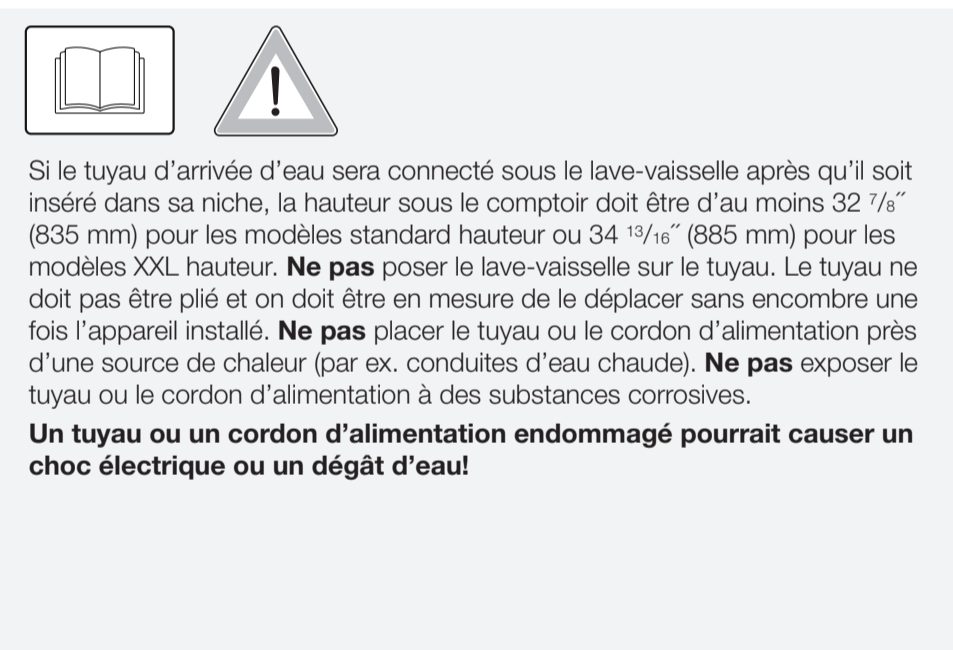 Si le tuyau d’arrivée d’eau sera connecté sous le lave-vaisselle après qu’il soit
inséré dans sa niche, la hauteur sous le comptoir doit être d’au moins 32 7/8˝
(835 mm) pour les modèles standard hauteur ou 34 13/16˝ (885 mm) pour les
modèles XXL hauteur. Ne pas poser le lave-vaisselle sur le tuyau. Le tuyau ne
doit pas être plié et on doit être en mesure de le déplacer sans encombre une
fois l’appareil installé. Ne pas placer le tuyau ou le cordon d’alimentation près
d’une source de chaleur (par ex. conduites d’eau chaude). Ne pas exposer le
tuyau ou le cordon d’alimentation à des substances corrosives.
Un tuyau ou un cordon d’alimentation endommagé pourrait causer un
choc électrique ou un dégât d’eau!